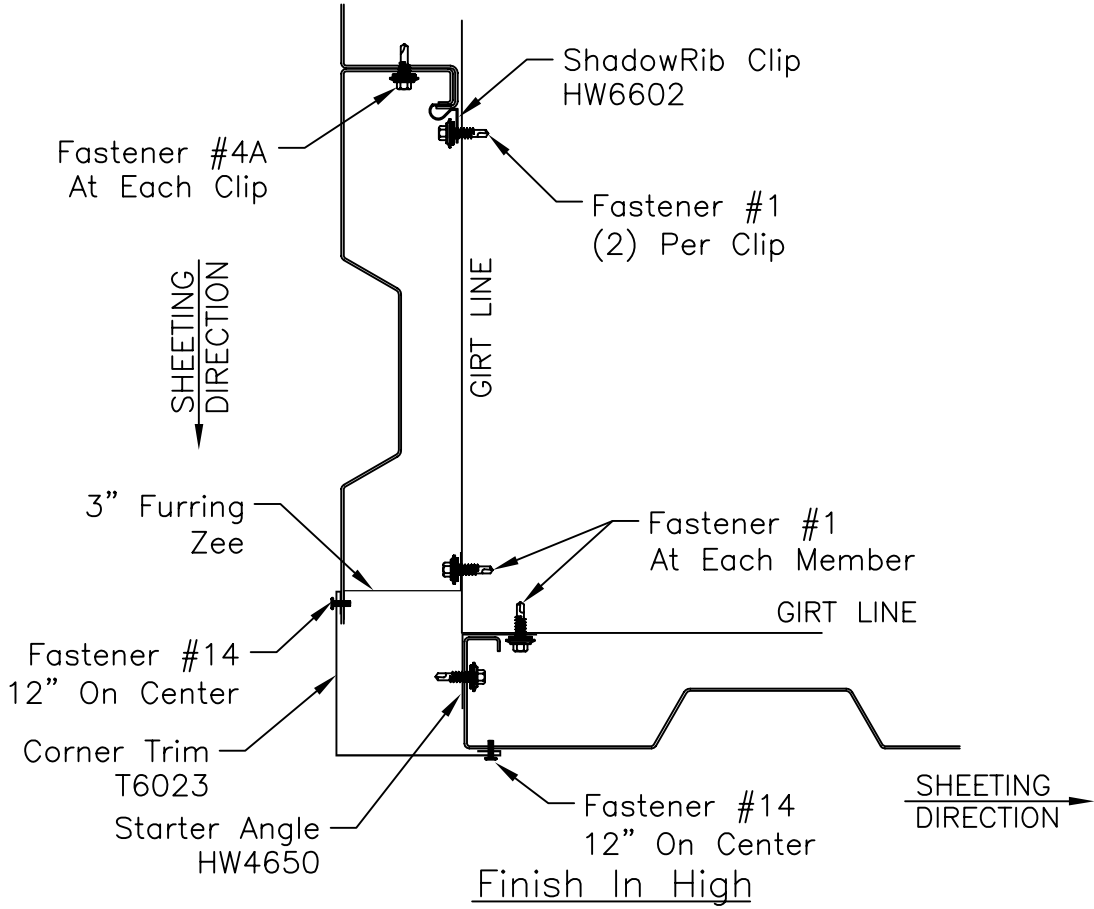 ShadowRib Clip
HW6602
Fastener #4A
At Each Clip
Fastener #1
(2) Per Clip
SHEETING
DIRECTION
GIRT LINE
3” Furring
Zee
Fastener #1
At Each Member
GIRT LINE
Fastener #14
12” On Center
Corner Trim
T6023
Starter Angle
HW4650
Fastener #14
12” On Center
SHEETING
DIRECTION
Finish In High